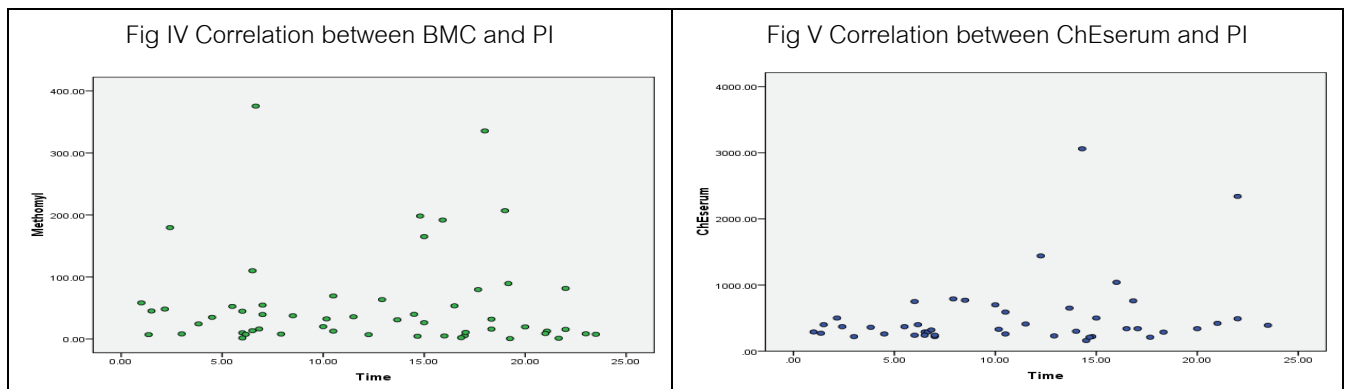 Fig IV Correlation between BMC and PI
400.00
300.00
200.00
100.00
0.00
Methomyl
0.00 5.00 10.00 15.00 20.00 25.00
Time
Fig V Correlation between ChEserum and PI
4000.00
3000.00
2000.00
1000.00
.00
ChEserum
.00 5.00 10.00 15.00 20.00 25.00
Time